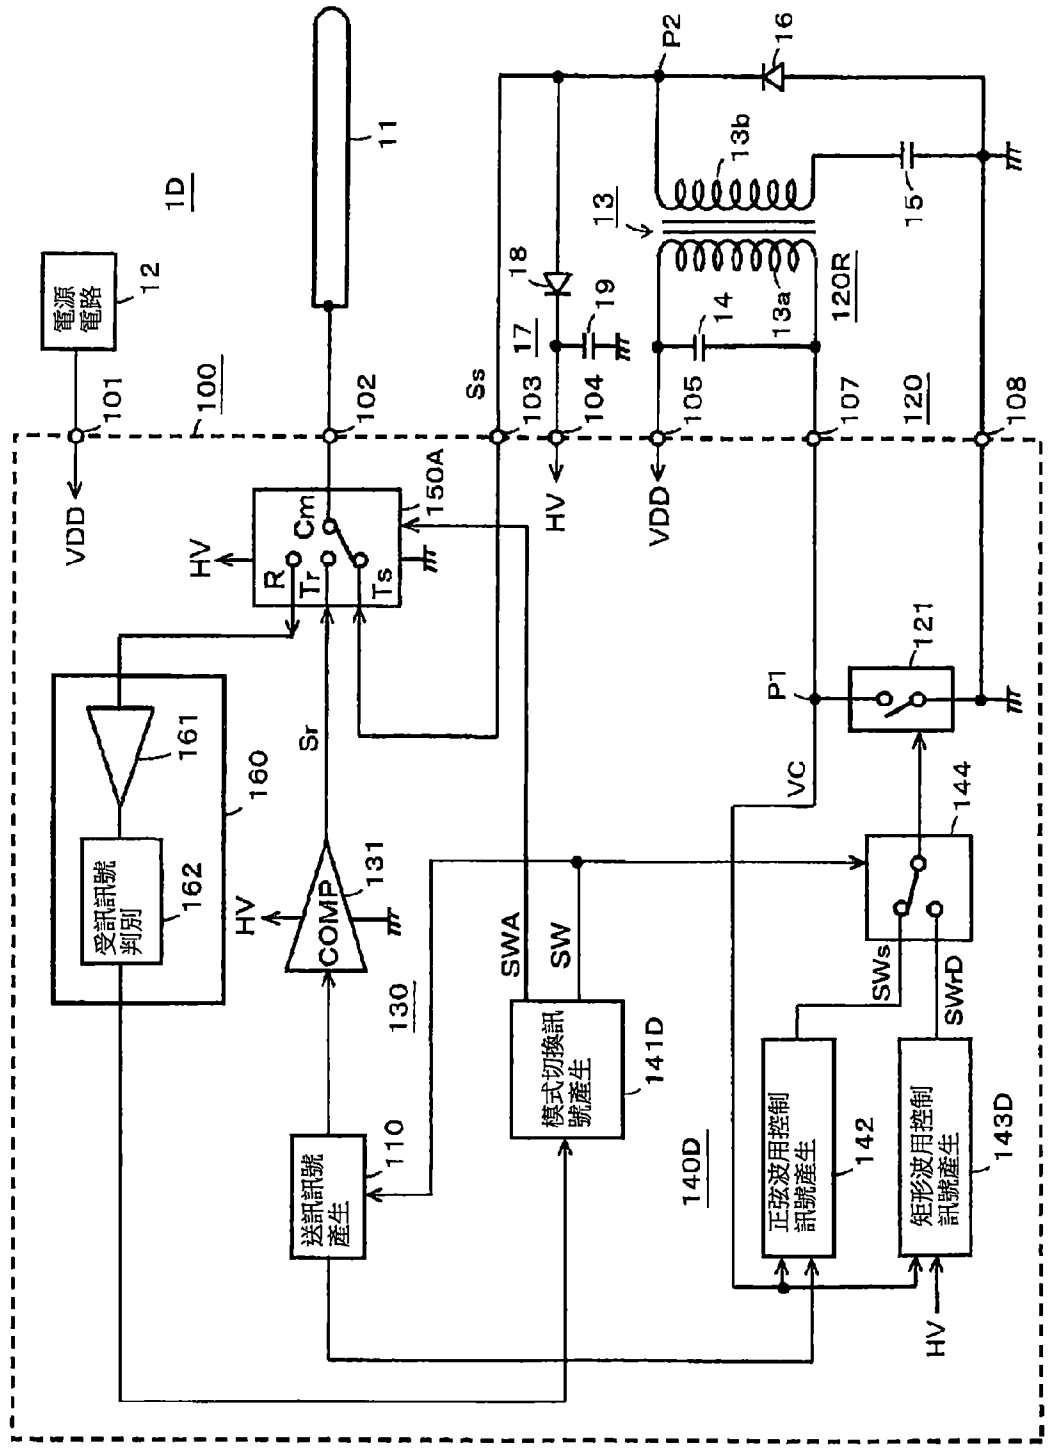 1D
電源
電路
12
101
100
VDD
11
102
HV
R
Tr
Ts
Cm
150A
Ss
103
17
18
19
104
HV
105
VDD
14
13
13a
13b
P2
16
15
120R
107
120
108
161
受訊訊號
判別
162
160
HV
COMP
131
Sr
130
送訊訊號
產生
110
SWA
SW
模式切換訊
號產生
141D
140D
VC
P1
121
144
SWs
SWrD
正弦波用控制
訊號產生
142
矩形波用控制
訊號產生
143D
HV